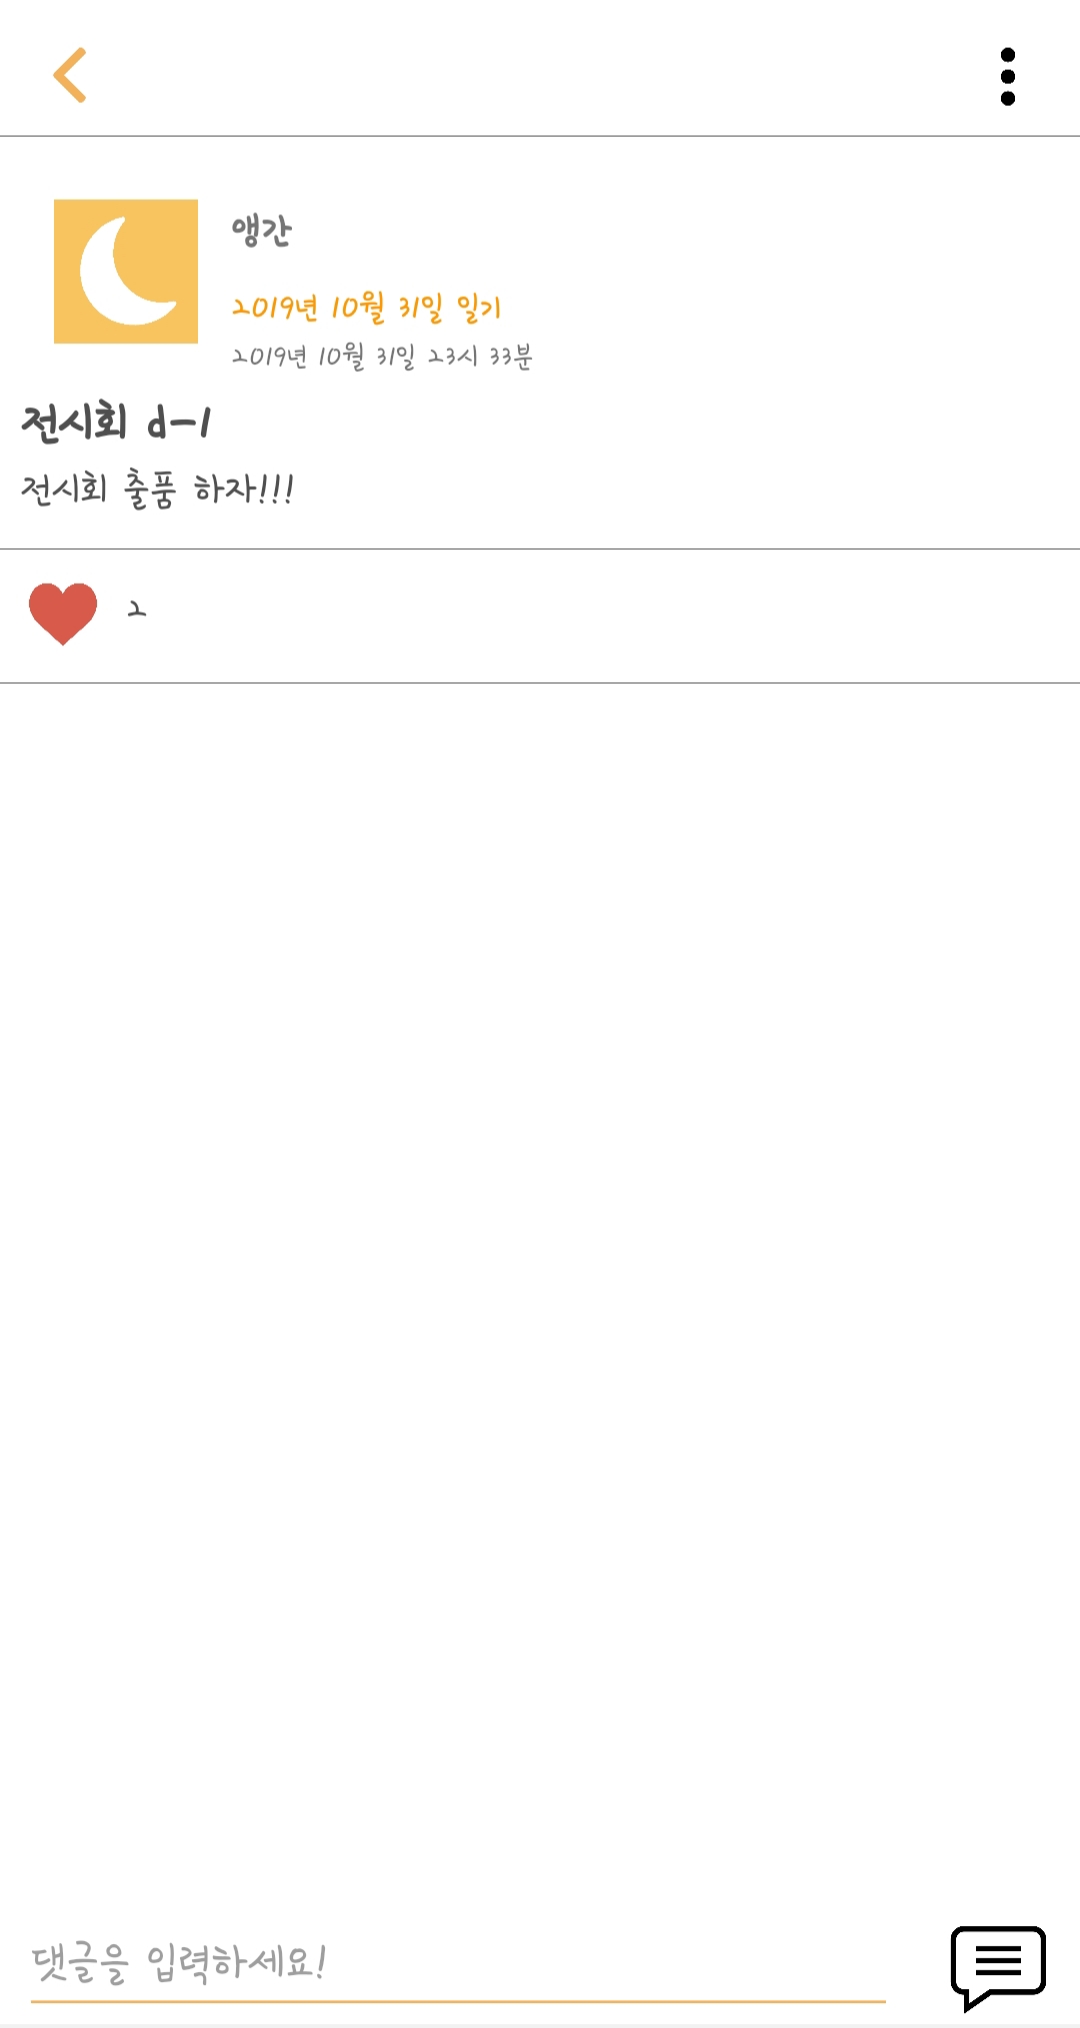 앵간
2019년 10월 31일 일기
2019년 10월 31일 23시 33분
전시회 d-1
전시회 출품 하자!!!
2
댓글을 입력하세요!